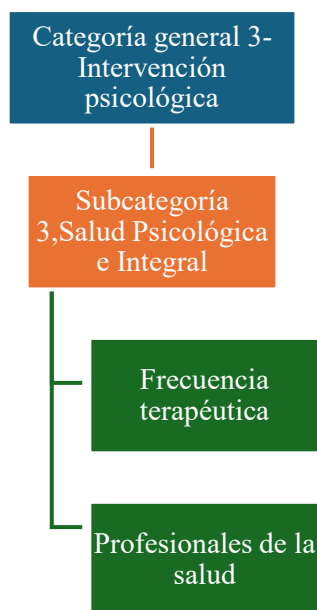 Categoría general 3-
Intervención
psicológica
Subcategoría
3,Salud Psicológica
e Integral
Frecuencia
terapéutica
Profesionales de la
salud